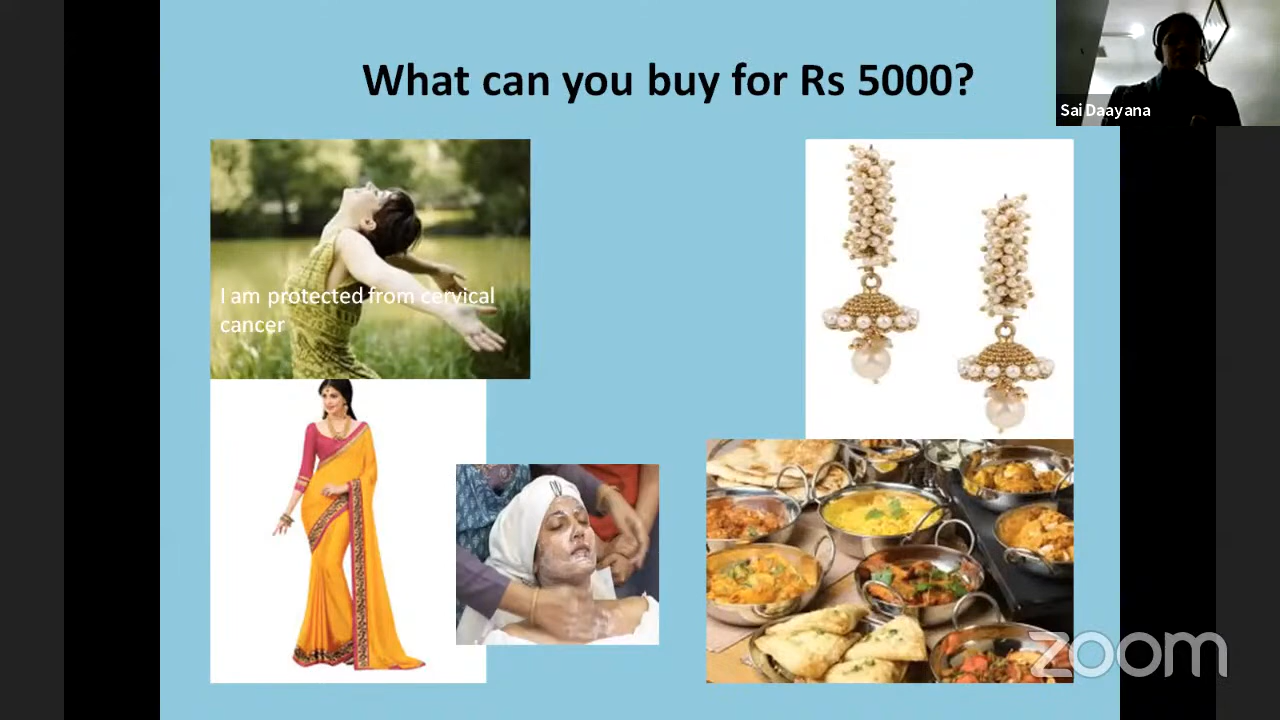 What can you buy for Rs 5000?
Sai Daayana
I am protected from cervical
cancer
zoom